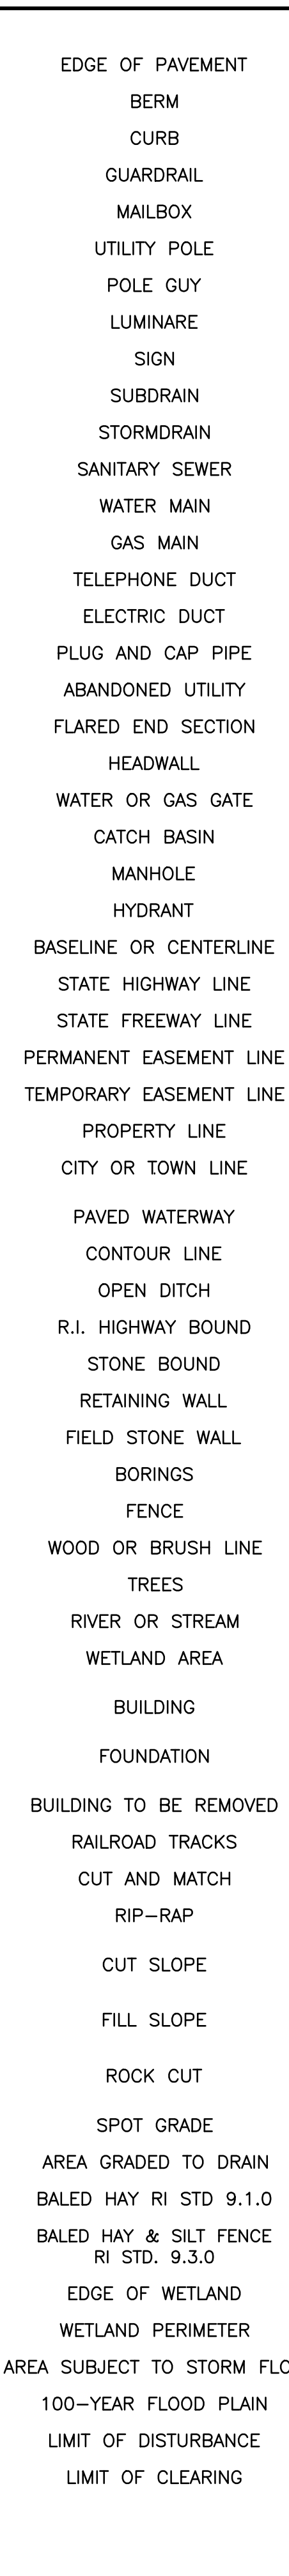 EDGE OF PAVEMENT
BERM
CURB
GUARDRAIL
MAILBOX
UTILITY POLE
POLE GUY
LUMINARE
SIGN
SUBDRAIN
STORMDRAIN
SANITARY SEWER
WATER MAIN
GAS MAIN
TELEPHONE DUCT
ELECTRIC DUCT
PLUG AND CAP PIPE
ABANDONED UTILITY
FLARED END SECTION
HEADWALL
WATER OR GAS GATE
CATCH BASIN
MANHOLE
HYDRANT
BASELINE OR CENTERLINE
STATE HIGHWAY LINE
STATE FREEWAY LINE
PERMANENT EASEMENT LINE
TEMPORARY EASEMENT LINE
PROPERTY LINE
CITY OR TOWN LINE
PAVED WATERWAY
CONTOUR LINE
OPEN DITCH
R.I. HIGHWAY BOUND
STONE BOUND
RETAINING WALL
FIELD STONE WALL
BORINGS
FENCE
WOOD OR BRUSH LINE
TREES
RIVER OR STREAM
WETLAND AREA
BUILDING
FOUNDATION
BUILDING TO BE REMOVED
RAILROAD TRACKS
CUT AND MATCH
RIP-RAP
CUT SLOPE
FILL SLOPE
ROCK CUT
SPOT GRADE
AREA GRADED TO DRAIN
BALED HAY RI STD 9.1.0
BALED HAY & SILT FENCE
RI STD. 9.3.0
EDGE OF WETLAND
WETLAND PERIMETER
AREA SUBJECT TO STORM
100-YEAR FLOOD PLAIN
LIMIT OF DISTURBANCE
LIMIT OF CLEARING